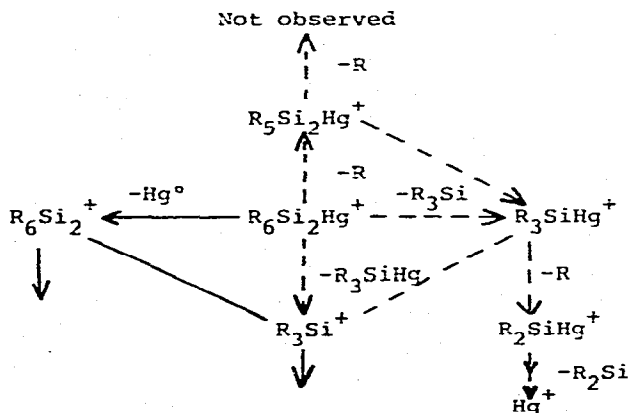 Not observed
-R
R₅Si₂Hg⁺
-Hg°
-R
-R₃Si
R₆Si₂⁺
R₆Si₂Hg⁺
R₃SiHg⁺
-R₃SiHg
-R
R₃Si⁺
R₂SiHg⁺
-R₂Si
Hg⁺